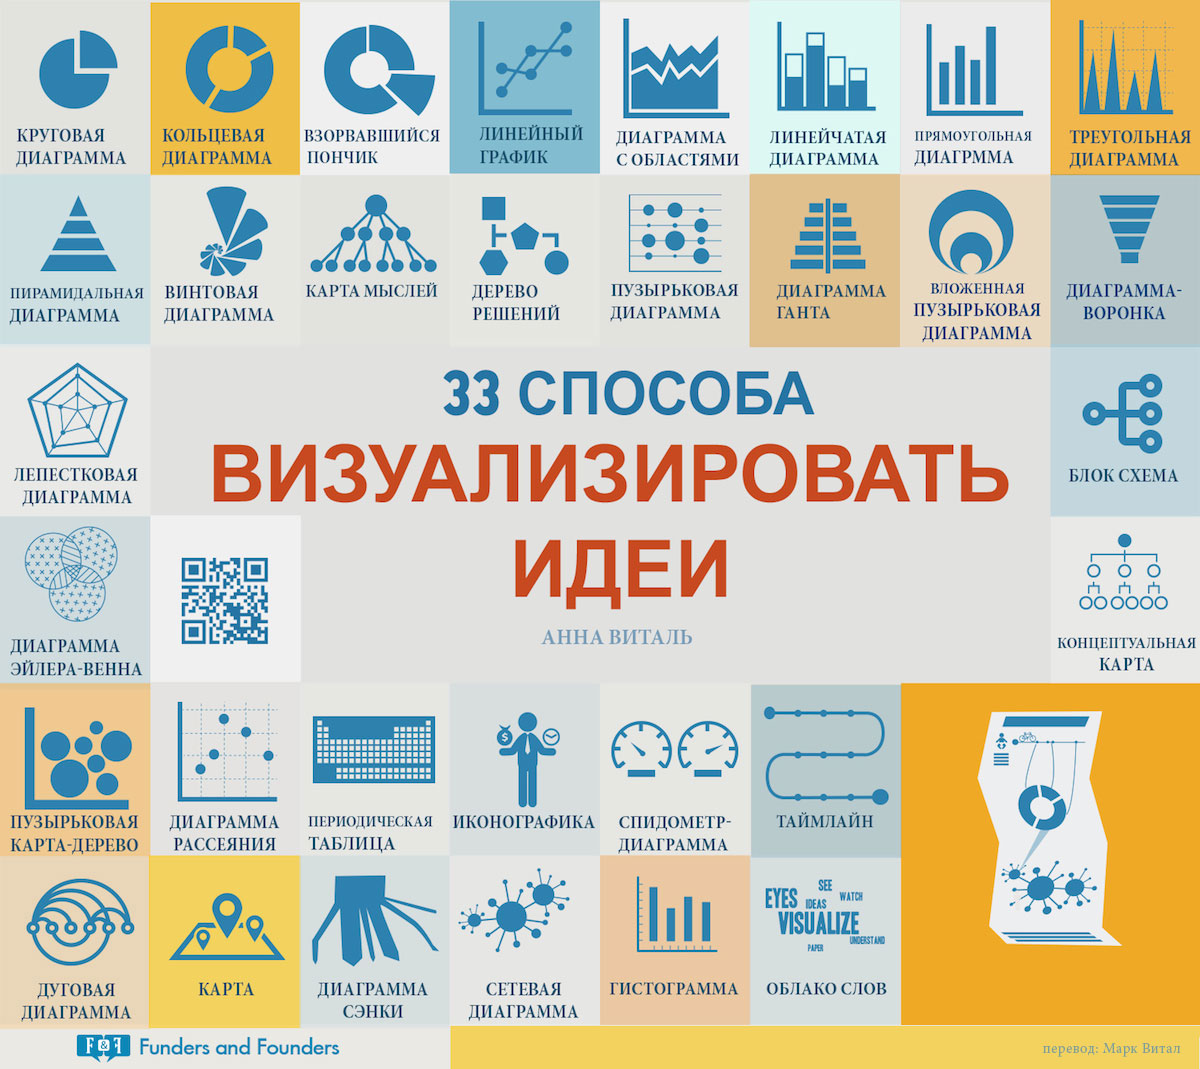 КРУГОВАЯ
ДИАГРАММА
КОЛЬЦЕВАЯ
ДИАГРАММА
ВЗОРВАВШИЙСЯ
ПОНЧИК
ЛИНЕЙНЫЙ
ГРАФИК
ДИАГРАММА
С ОБЛАСТЯМИ
ЛИНЕЙЧАТАЯ
ДИАГРАММА
ПРЯМОУГОЛЬНАЯ
ДИАГРММА
ТРЕУГОЛЬНАЯ
ДИАГРАММА
ПИРАМИДАЛЬНАЯ
ДИАГРАММА
ВИНТОВАЯ
ДИАГРАММА
КАРТА МЫСЛЕЙ
ДЕРЕВО
РЕШЕНИЙ
ПУЗЫРЬКОВАЯ
ДИАГРАММА
ДИАГРАММА
ГАНТА
ВЛОЖЕННАЯ
ПУЗЫРЬКОВАЯ
ДИАГРАММА
ДИАГРАММА-
ВОРОНКА
ЛЕПЕСТКОВАЯ
ДИАГРАММА
33 СПОСОБА
ВИЗУАЛИЗИРОВАТЬ
ИДЕИ
АННА ВИТАЛЬ
БЛОК СХЕМА
ДИАГРАММА
ЭЙЛЕРА-ВЕННА
КОНЦЕПТУАЛЬНАЯ
КАРТА
ПУЗЫРЬКОВАЯ
КАРТА-ДЕРЕВО
ДИАГРАММА
РАССЕЯНИЯ
ПЕРИОДИЧЕСКАЯ
ТАБЛИЦА
$
ИКОНОГРАФИКА
СПИДОМЕТР-
ДИАГРАММА
ТАЙМЛАЙН
ДУГОВАЯ
ДИАГРАММА
КАРТА
ДИАГРАММА
СЭНКИ
СЕТЕВАЯ
ДИАГРАММА
ГИСТОГРАММА
EYES
SEE
IDEAS
WATCH
VISUALIZE
PAPER
UNDERSTAND
ОБЛАКО СЛОВ
F&F
Funders and Founders
перевод: Марк Витал